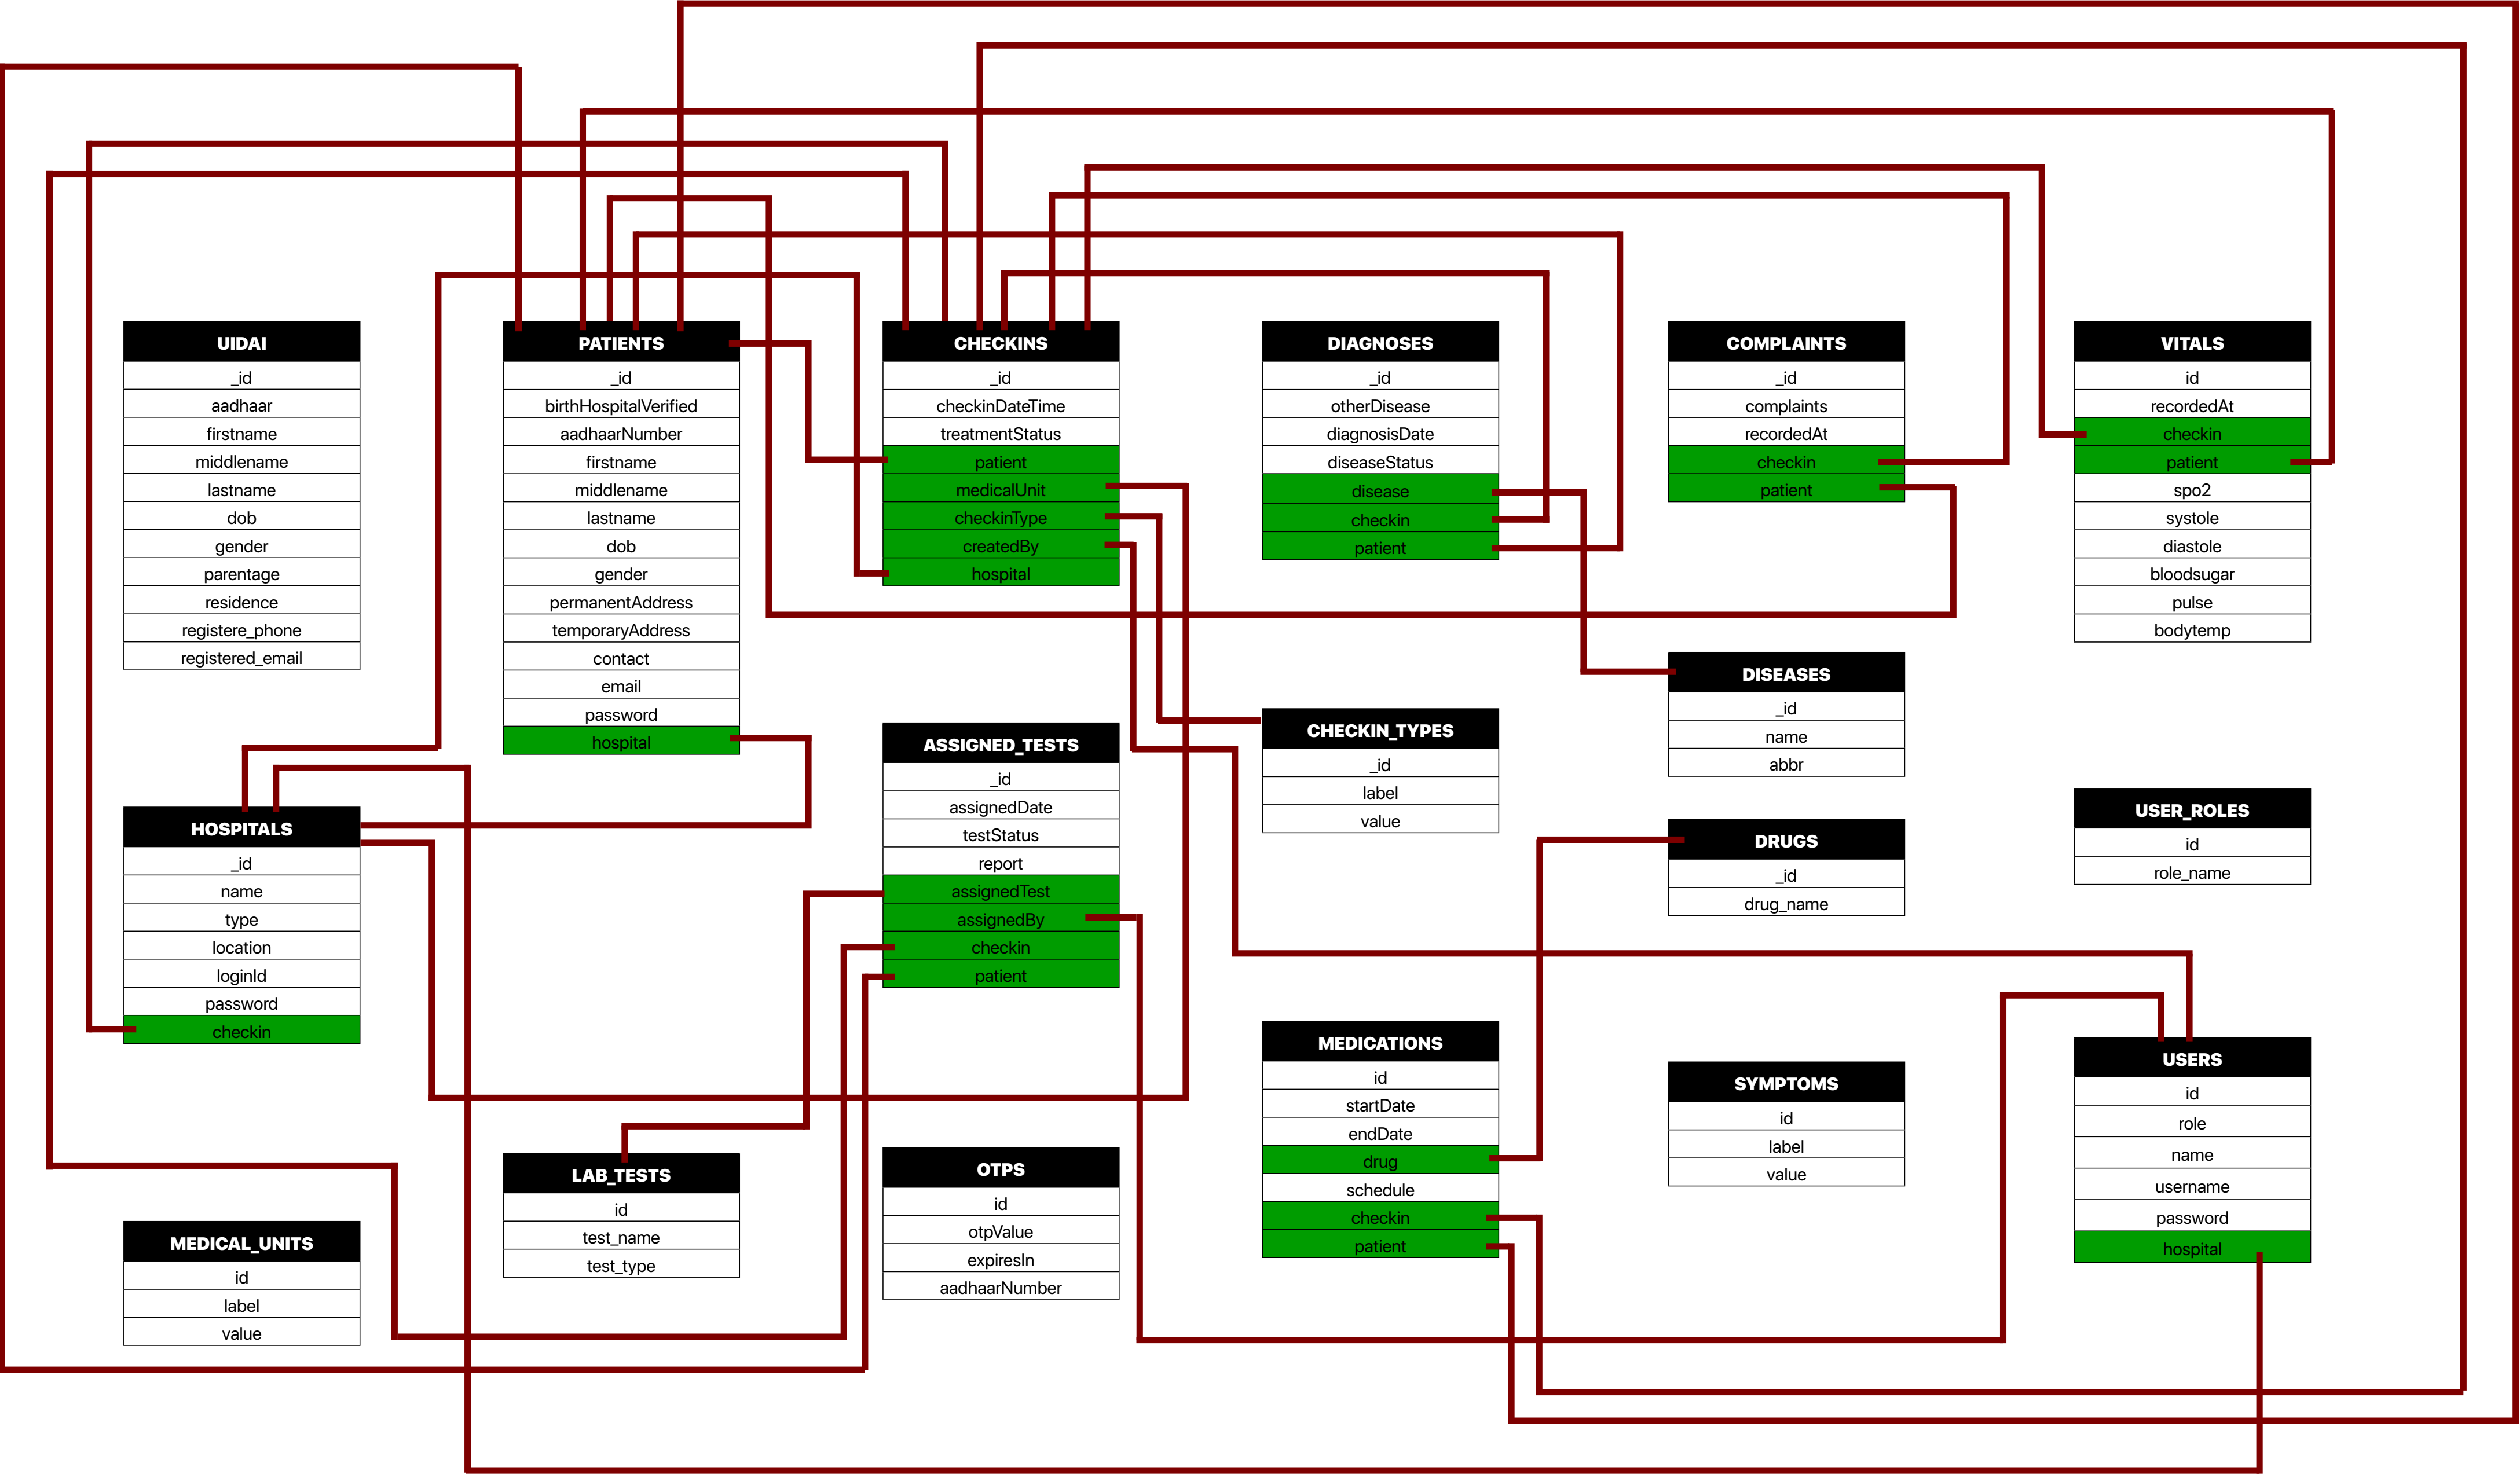 UIDAI
_id
aadhaar
firstname
middlename
lastname
dob
gender
parentage
residence
registere_phone
registered_email
PATIENTS
_id
birthHospitalVerified
aadhaarNumber
firstname
middlename
lastname
dob
gender
permanentAddress
temporaryAddress
contact
email
password
hospital
CHECKINS
_id
checkinDateTime
treatmentStatus
patient
medicalUnit
checkinType
createdBy
hospital
DIAGNOSES
_id
otherDisease
diagnosisDate
diseaseStatus
disease
checkin
patient
COMPLAINTS
_id
complaints
recordedAt
checkin
patient
VITALS
id
recordedAt
checkin
patient
spo2
systole
diastole
bloodsugar
pulse
bodytemp
DISEASES
_id
name
abbr
CHECKIN_TYPES
_id
label
value
ASSIGNED_TESTS
_id
assignedDate
testStatus
report
assignedTest
assignedBy
checkin
patient
HOSPITALS
_id
name
type
location
loginId
password
checkin
DRUGS
_id
drug_name
USER_ROLES
id
role_name
MEDICATIONS
id
startDate
endDate
drug
schedule
checkin
patient
SYMPTOMS
id
label
value
USERS
id
role
name
username
password
hospital
LAB_TESTS
id
test_name
test_type
OTPS
id
otpValue
expiresIn
aadhaarNumber
MEDICAL_UNITS
id
label
value